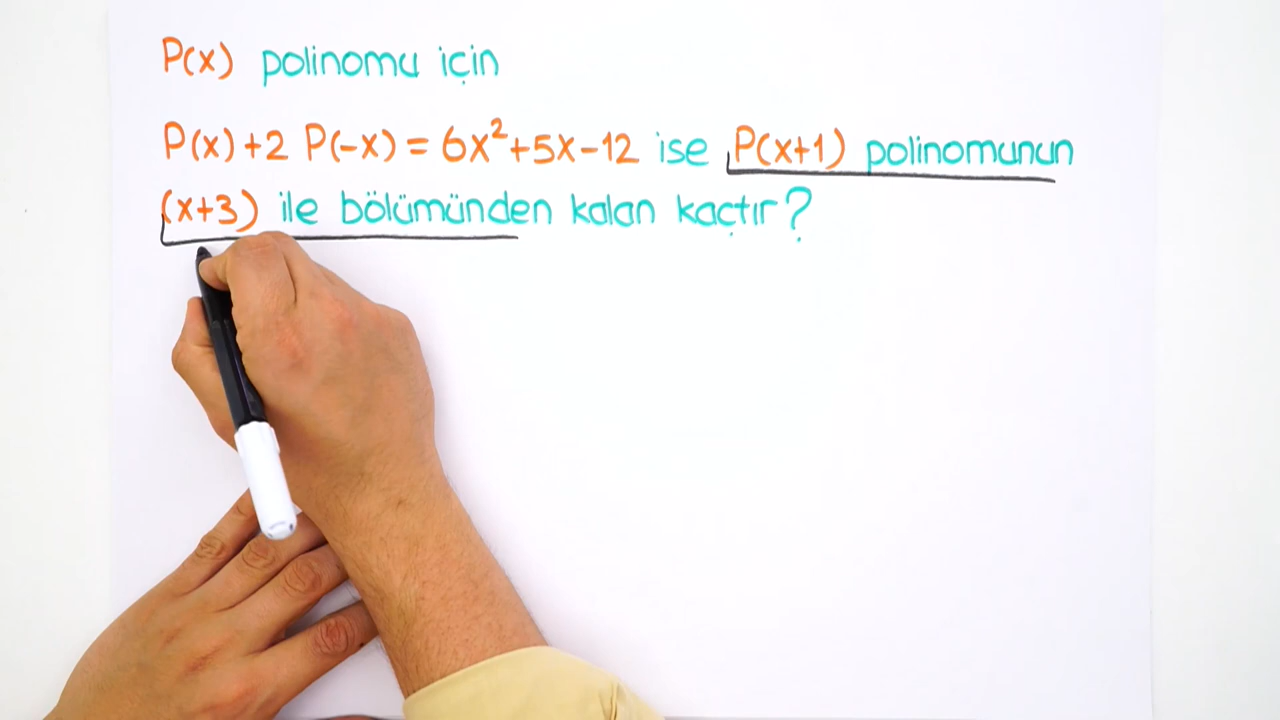 P(x) polinomu için
P(x)+2 P(-x) = 6x²+5x-12 ise P(x+1) polinomunun
(x+3) ile bölümünden kalan kaçtır?